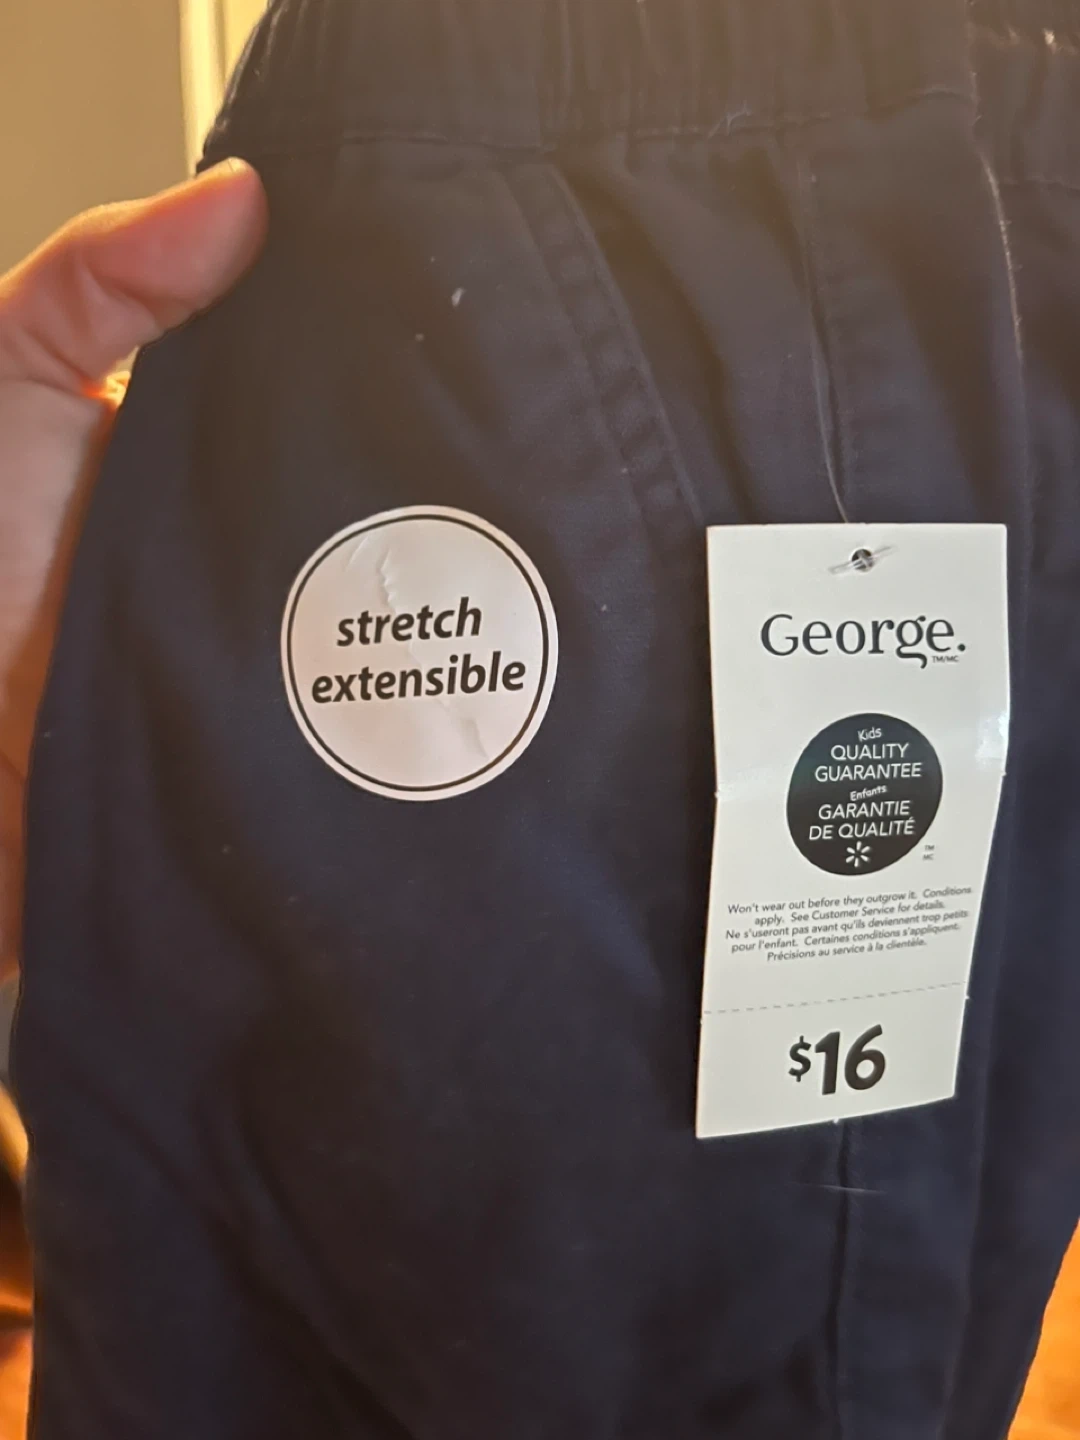 stretch
extensible
George.
TM/MC
Kids
QUALITY
GUARANTEE
Enfants
GARANTIE
DE QUALITÉ
TM
MC
Won't wear out before they outgrow it. Conditions
apply. See Customer Service for details.
Ne s'useront pas avant qu'ils deviennent trop petits
pour l'enfant. Certaines conditions s'appliquent.
Précisions au service à la clientèle.
$16